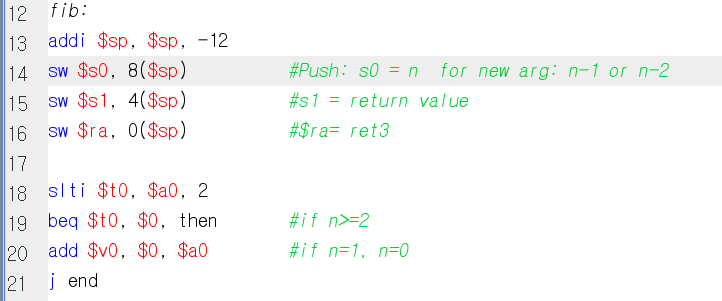 12 fib:
13 addi $sp, $sp, -12
14 sw $s0, 8($sp) #Push: s0 = n for new arg: n-1 or n-2
15 sw $s1, 4($sp) #s1 = return value
16 sw $ra, 0($sp) #$ra= ret3
17
18 slti $t0, $a0, 2
19 beq $t0, $0, then #if n>=2
20 add $v0, $0, $a0 #if n=1, n=0
21 j end